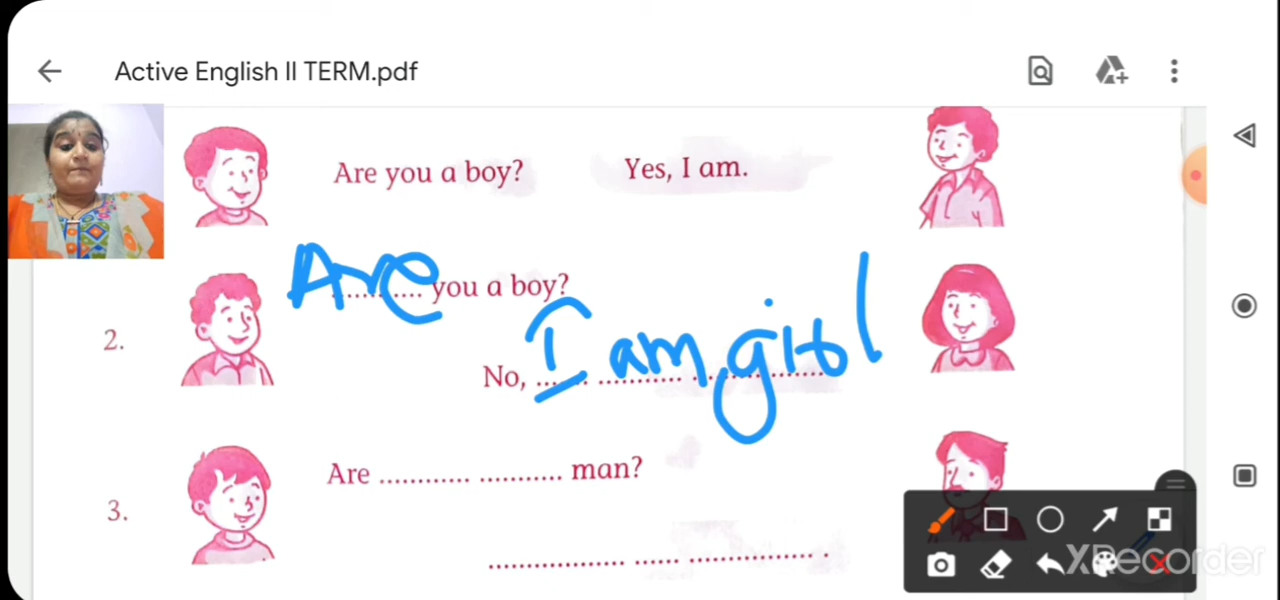 Active English II TERM.pdf
Are you a boy? Yes, I am.
Are you a boy?
2.
No, I am girl
Are ............ ........... man?
3.
.................. ...... ................ .
XRecorder